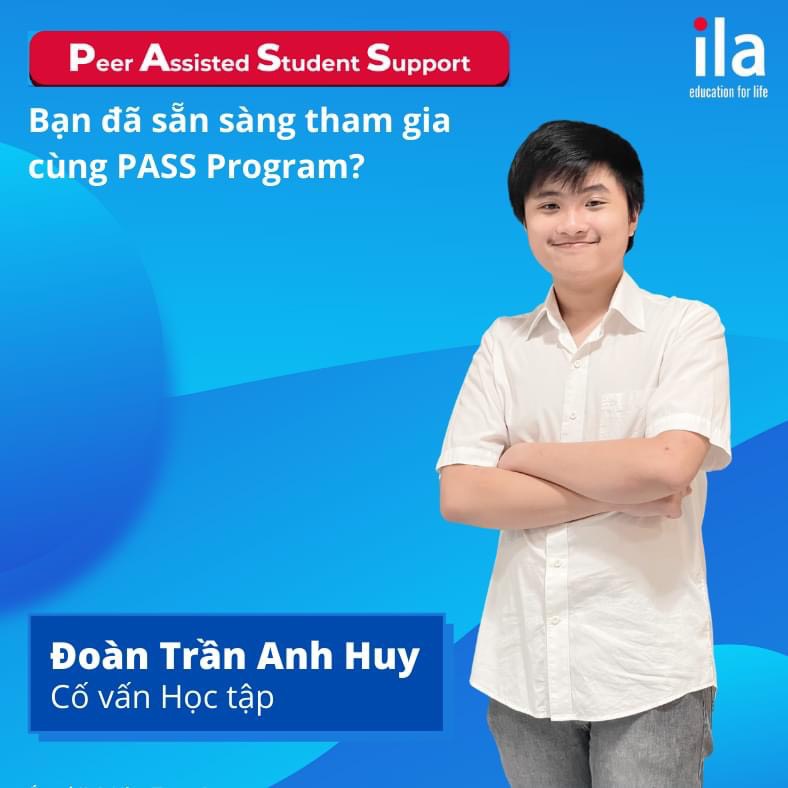 Peer Assisted Student Support
ila
education for life
Bạn đã sẵn sàng tham gia
cùng PASS Program?
Đoàn Trần Anh Huy
Cố vấn Học tập